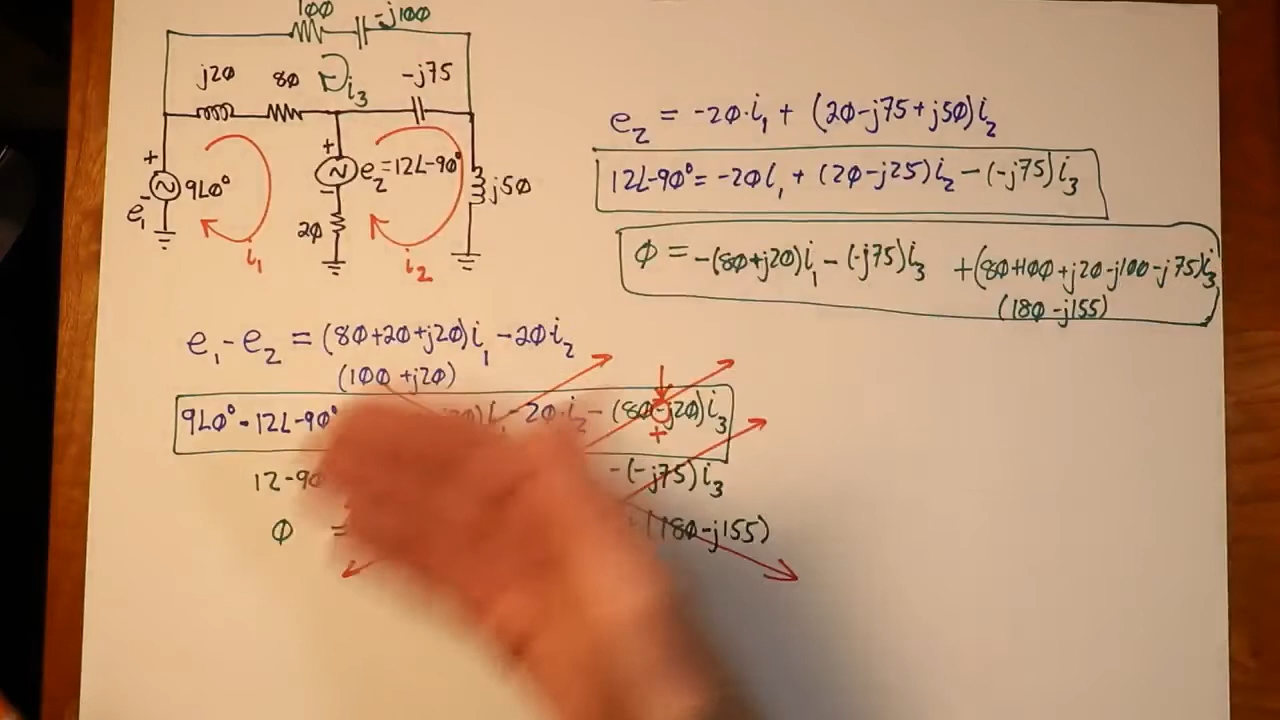 100 -j100
j20 80 i₃ -j75
+ +
9∠0° e₂=12∠-90° j50
-
e₁ 20
i₁ i₂
e₂ = -20·i₁ + (20-j75+j50)i₂
12∠-90° = -20i₁ + (20-j25)i₂ -(-j75)i₃
0 = -(80+j20)i₁ -(-j75)i₃ +(80+100+j20-j100-j75)i₃
(180-j155)
e₁-e₂ = (80+20+j20)i₁ -20·i₂
(100+j20)
9∠0° - 12∠-90° j20)i₁ -20·i₂ -(80-j20)i₃
+
12-90 -(-j75)i₃
0 = (180-j155)